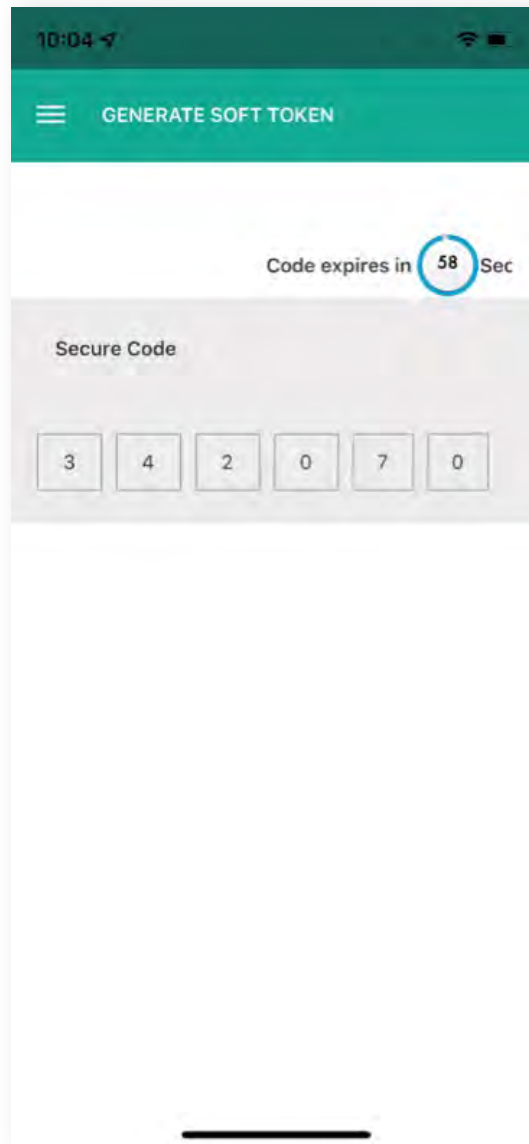 10:04
GENERATE SOFT TOKEN
Code expires in 58 Sec
Secure Code
3 4 2 0 7 0